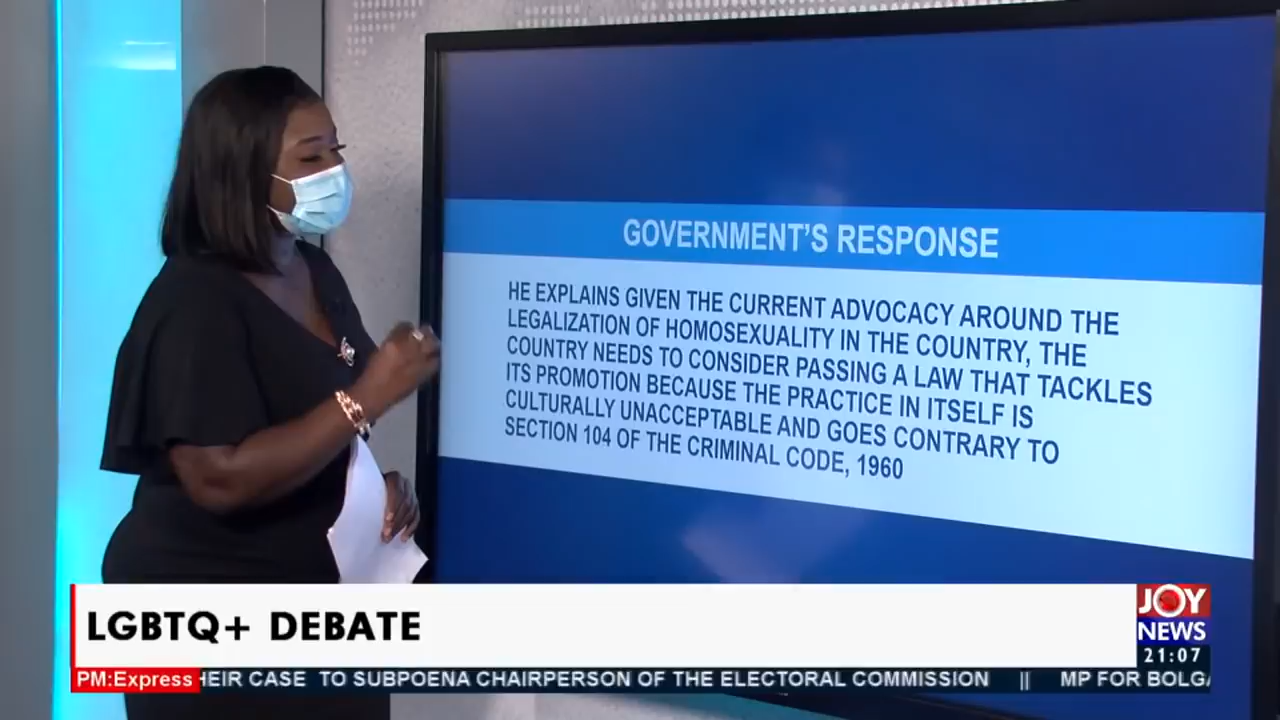 GOVERNMENT'S RESPONSE
HE EXPLAINS GIVEN THE CURRENT ADVOCACY AROUND THE
LEGALIZATION OF HOMOSEXUALITY IN THE COUNTRY, THE
COUNTRY NEEDS TO CONSIDER PASSING A LAW THAT TACKLES
ITS PROMOTION BECAUSE THE PRACTICE IN ITSELF IS
CULTURALLY UNACCEPTABLE AND GOES CONTRARY TO
SECTION 104 OF THE CRIMINAL CODE, 1960
LGBTQ+ DEBATE
JOY
NEWS
21:07
PM:Express HEIR CASE TO SUBPOENA CHAIRPERSON OF THE ELECTORAL COMMISSION || MP FOR BOLGA